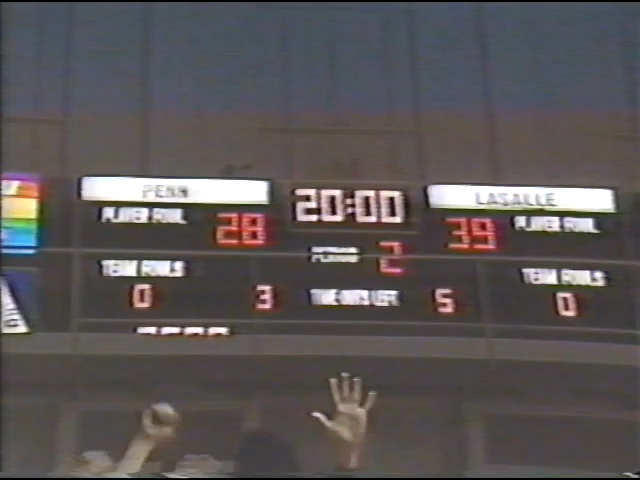 PENN 20:00 LASALLE
PLAYER FOUL 28 39 PLAYER FOUL
2
TEAM FOULS TEAM FOULS
0 3 TIME-OUTS LEFT 5 0